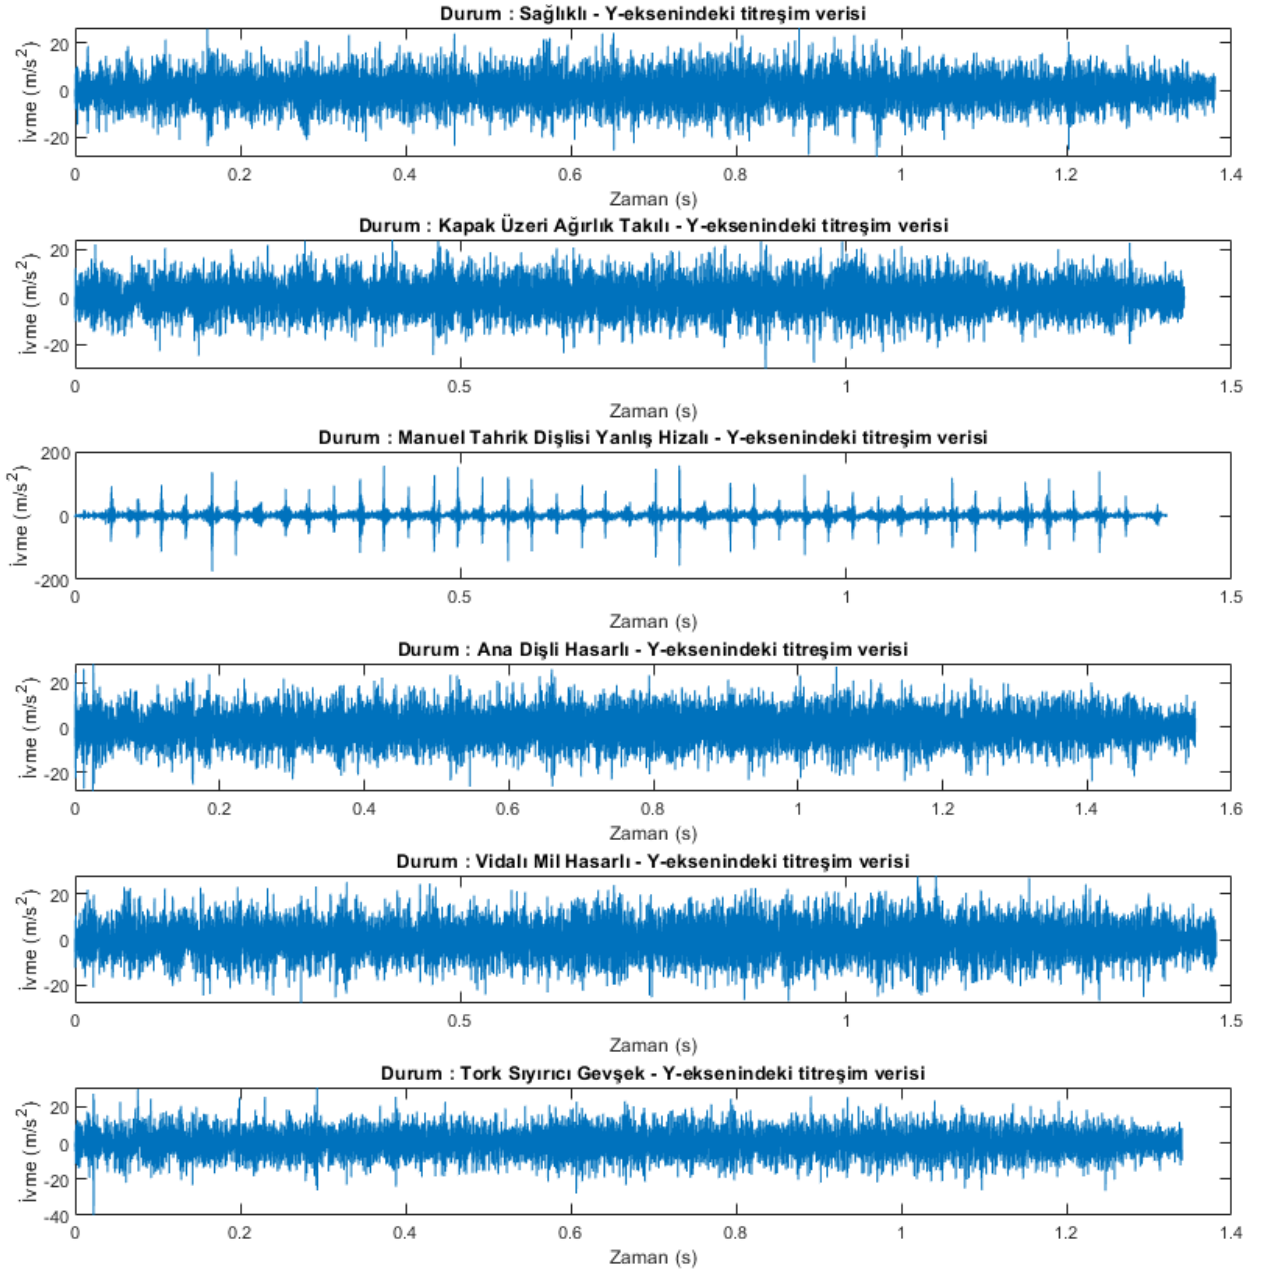 Durum : Sağlıklı - Y-eksenindeki titreşim verisi
İvme (m/s²)
20
0
-20
0 0.2 0.4 0.6 0.8 1 1.2 1.4
Zaman (s)
Durum : Kapak Üzeri Ağırlık Takılı - Y-eksenindeki titreşim verisi
İvme (m/s²)
20
0
-20
0 0.5 1 1.5
Zaman (s)
Durum : Manuel Tahrik Dişlisi Yanlış Hizalı - Y-eksenindeki titreşim verisi
İvme (m/s²)
200
0
-200
0 0.5 1 1.5
Zaman (s)
Durum : Ana Dişli Hasarlı - Y-eksenindeki titreşim verisi
İvme (m/s²)
20
0
-20
0 0.2 0.4 0.6 0.8 1 1.2 1.4 1.6
Zaman (s)
Durum : Vidalı Mil Hasarlı - Y-eksenindeki titreşim verisi
İvme (m/s²)
20
0
-20
0 0.5 1 1.5
Zaman (s)
Durum : Tork Sıyırıcı Gevşek - Y-eksenindeki titreşim verisi
İvme (m/s²)
20
0
-20
-40
0 0.2 0.4 0.6 0.8 1 1.2 1.4
Zaman (s)